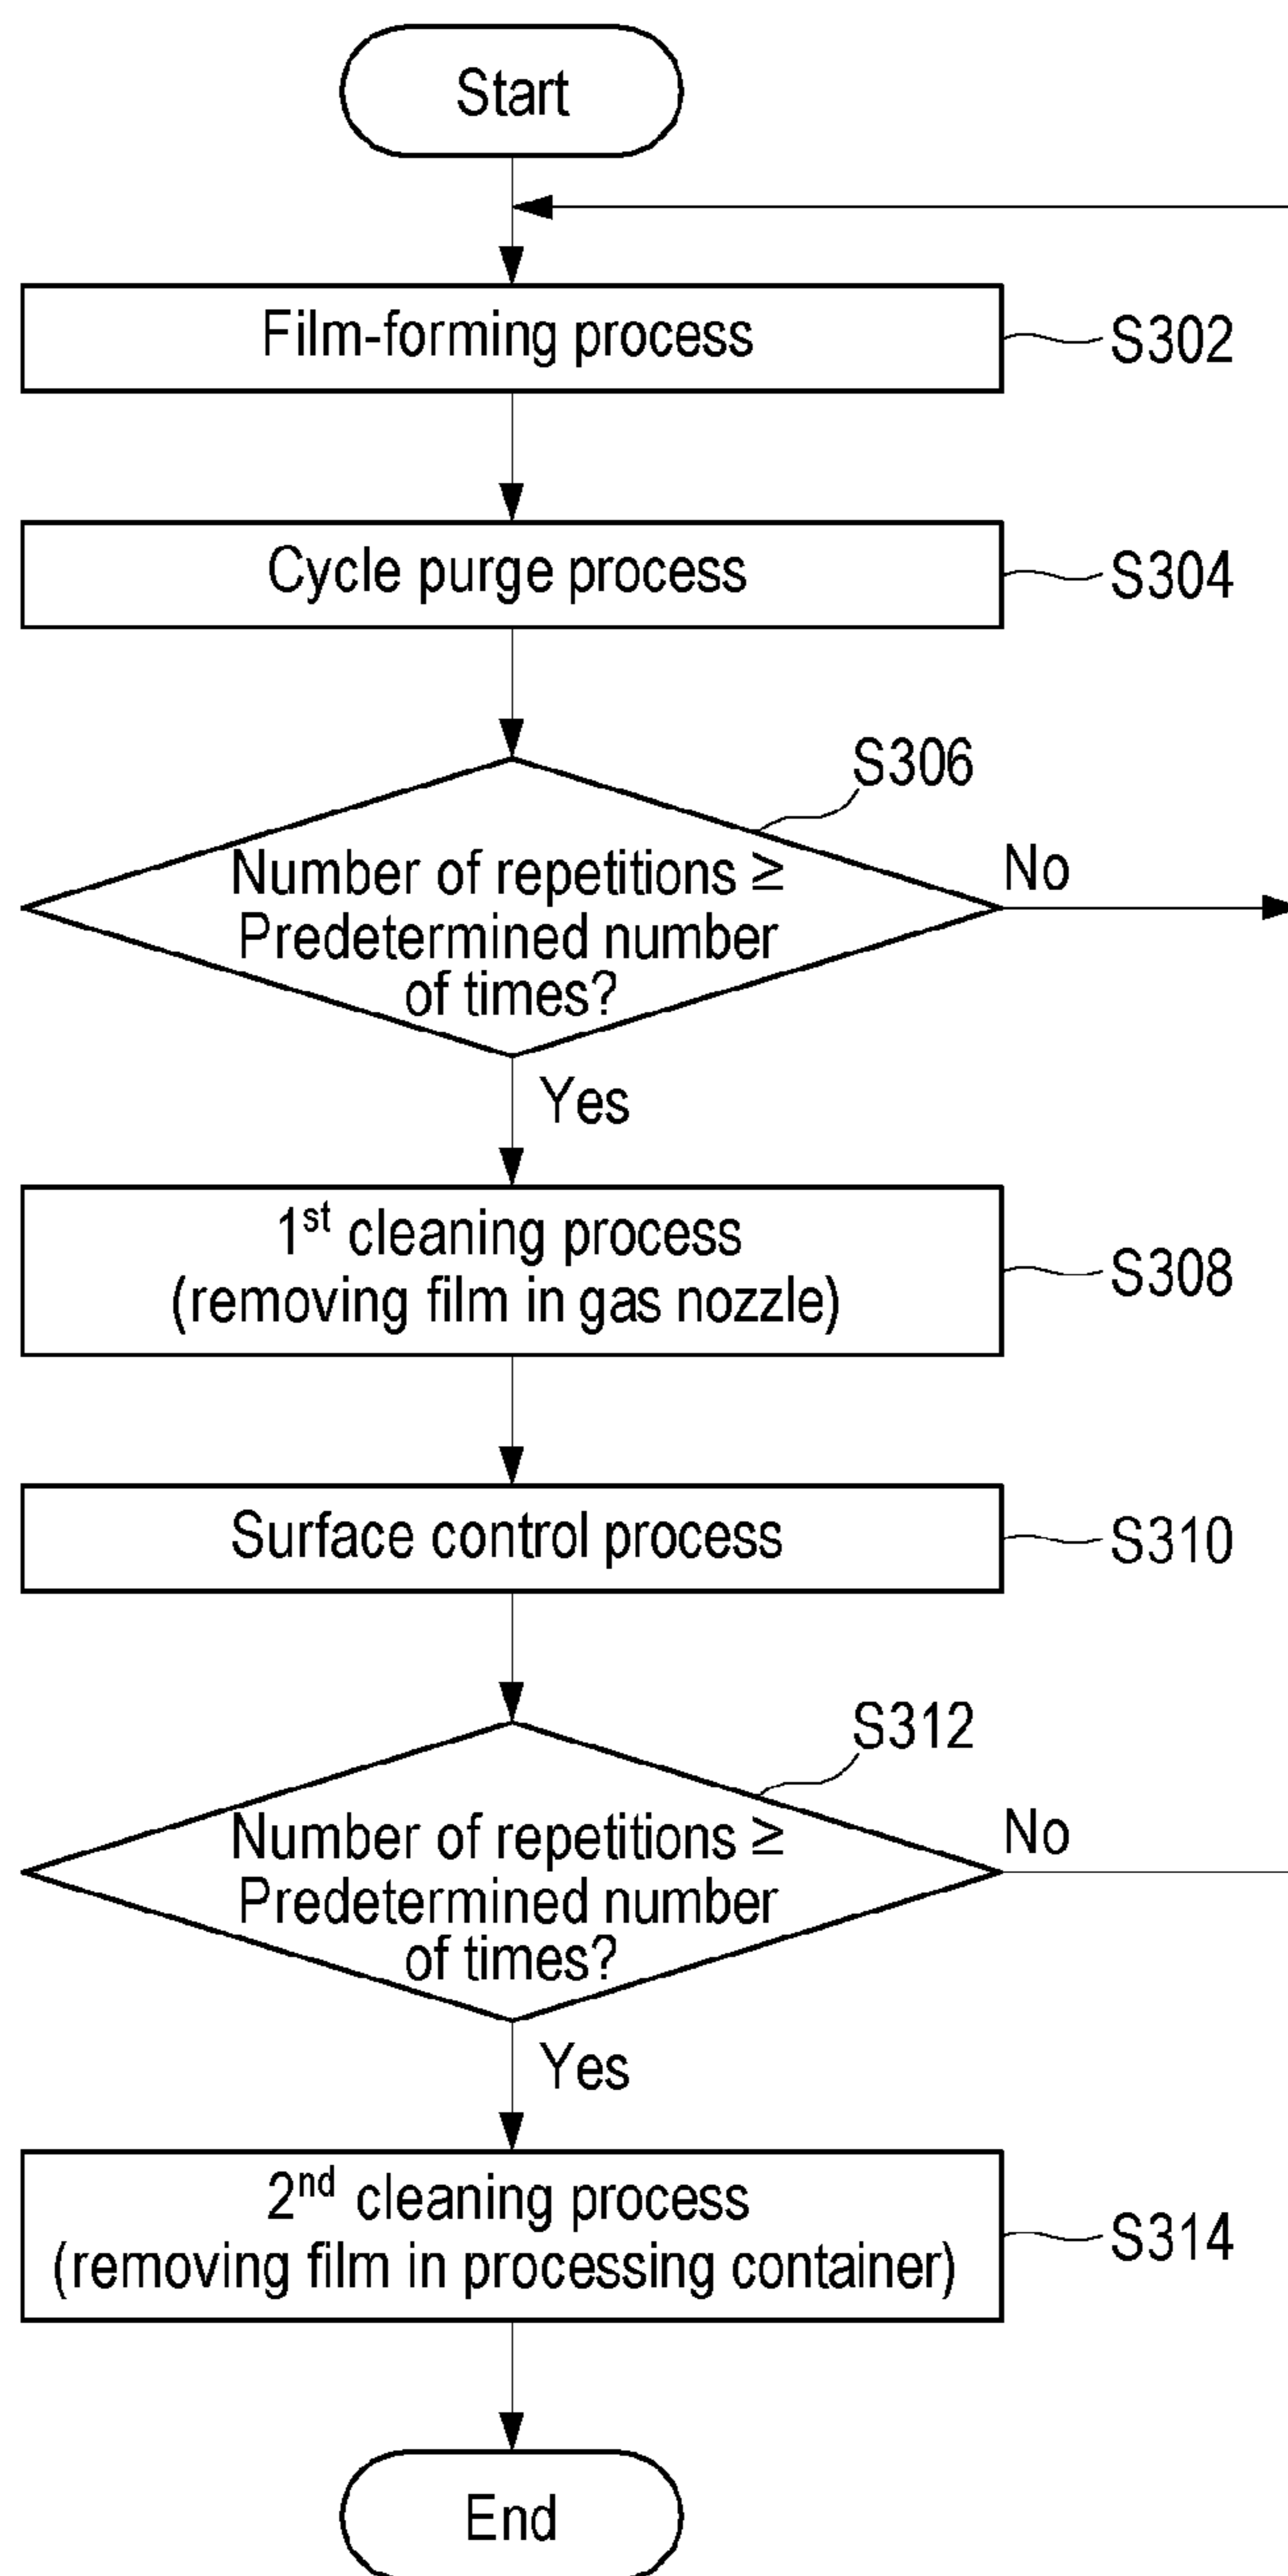 Start
Film-forming process
S302
Cycle purge process
S304
S306
Number of repetitions ≥
Predetermined number
of times?
No
Yes
1st cleaning process
(removing film in gas nozzle)
S308
Surface control process
S310
S312
Number of repetitions ≥
Predetermined number
of times?
No
Yes
2nd cleaning process
(removing film in processing container)
S314
End